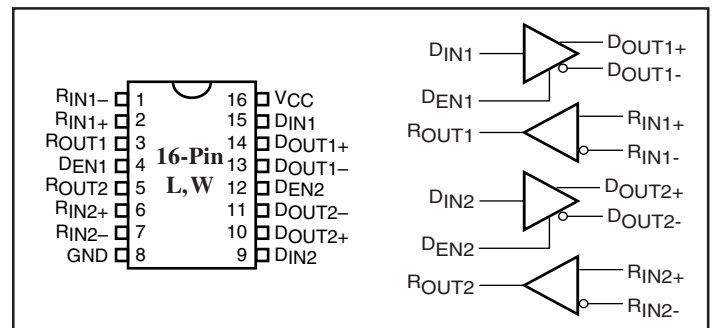 RIN1– 1 16 VCC
RIN1+ 2 15 DIN1
ROUT1 3 14 DOUT1+
DEN1 4 16-Pin 13 DOUT1–
ROUT2 5 L,W 12 DEN2
RIN2+ 6 11 DOUT2–
RIN2– 7 10 DOUT2+
GND 8 9 DIN2
DIN1 DOUT1+
DOUT1-
DEN1
ROUT1 RIN1+
RIN1-
DIN2 DOUT2+
DOUT2-
DEN2
ROUT2 RIN2+
RIN2-